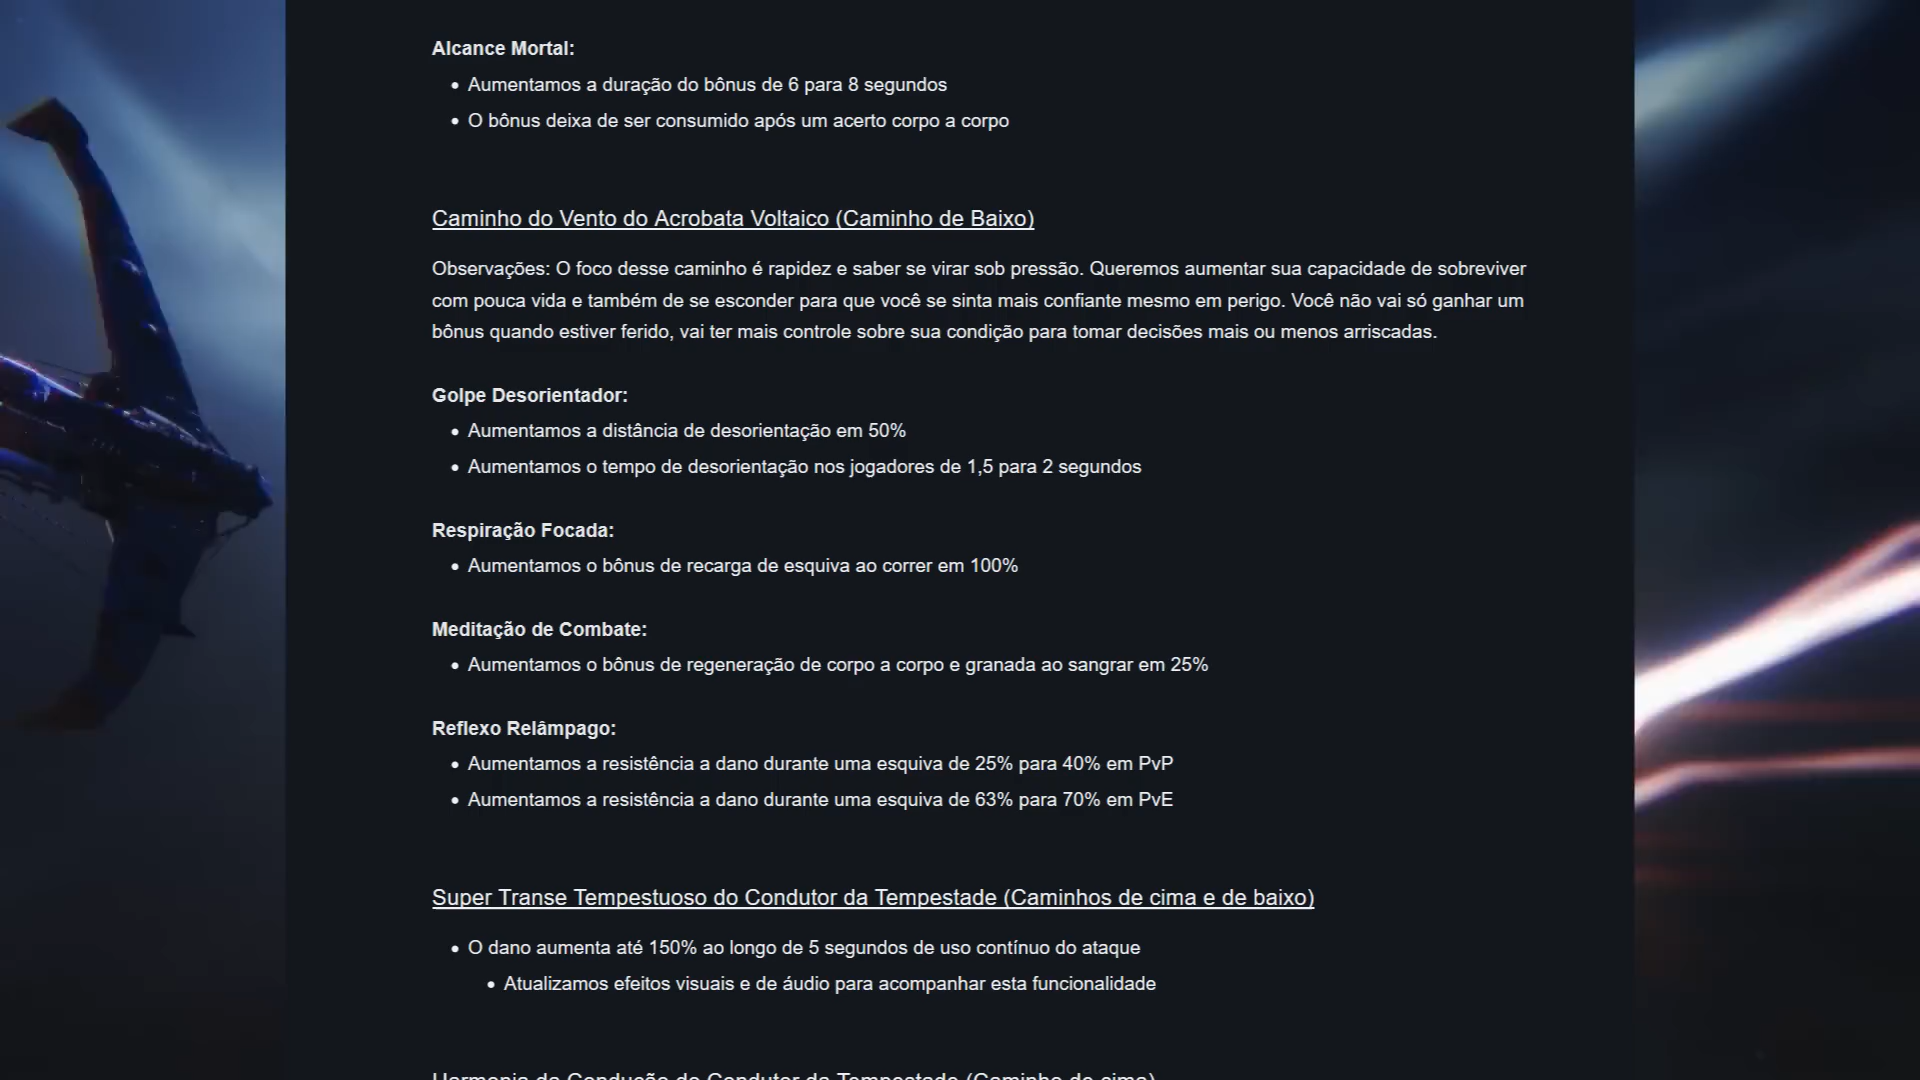 Alcance Mortal:
• Aumentamos a duração do bônus de 6 para 8 segundos
• O bônus deixa de ser consumido após um acerto corpo a corpo
Caminho do Vento do Acrobata Voltaico (Caminho de Baixo)
Observações: O foco desse caminho é rapidez e saber se virar sob pressão. Queremos aumentar sua capacidade de sobreviver
com pouca vida e também de se esconder para que você se sinta mais confiante mesmo em perigo. Você não vai só ganhar um
bônus quando estiver ferido, vai ter mais controle sobre sua condição para tomar decisões mais ou menos arriscadas.
Golpe Desorientador:
• Aumentamos a distância de desorientação em 50%
• Aumentamos o tempo de desorientação nos jogadores de 1,5 para 2 segundos
Respiração Focada:
• Aumentamos o bônus de recarga de esquiva ao correr em 100%
Meditação de Combate:
• Aumentamos o bônus de regeneração de corpo a corpo e granada ao sangrar em 25%
Reflexo Relâmpago:
• Aumentamos a resistência a dano durante uma esquiva de 25% para 40% em PvP
• Aumentamos a resistência a dano durante uma esquiva de 63% para 70% em PvE
Super Transe Tempestuoso do Condutor da Tempestade (Caminhos de cima e de baixo)
• O dano aumenta até 150% ao longo de 5 segundos de uso contínuo do ataque
• Atualizamos efeitos visuais e de áudio para acompanhar esta funcionalidade
Harmonia da Condução do Condutor da Tempestade (Caminho de cima)